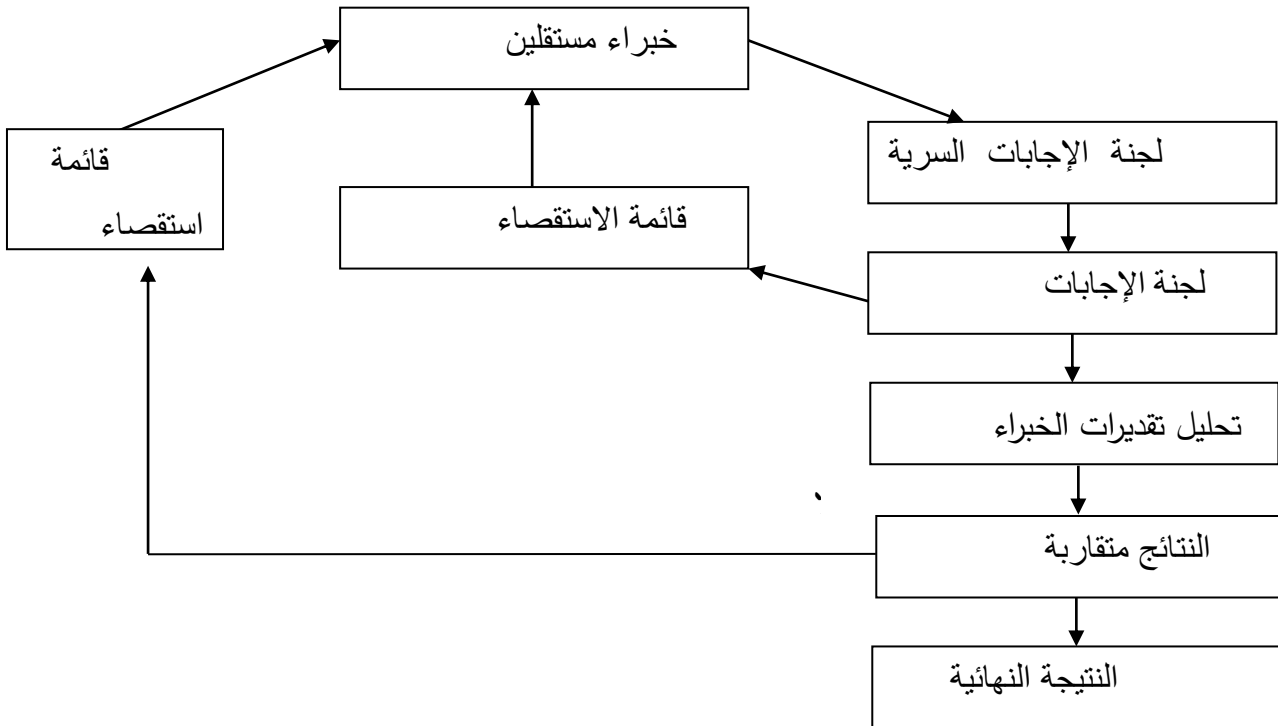 خبراء مستقلين
لجنة الإجابات السرية
قائمة
استقصاء
قائمة الاستقصاء
لجنة الإجابات
تحليل تقديرات الخبراء
النتائج متقاربة
النتيجة النهائية